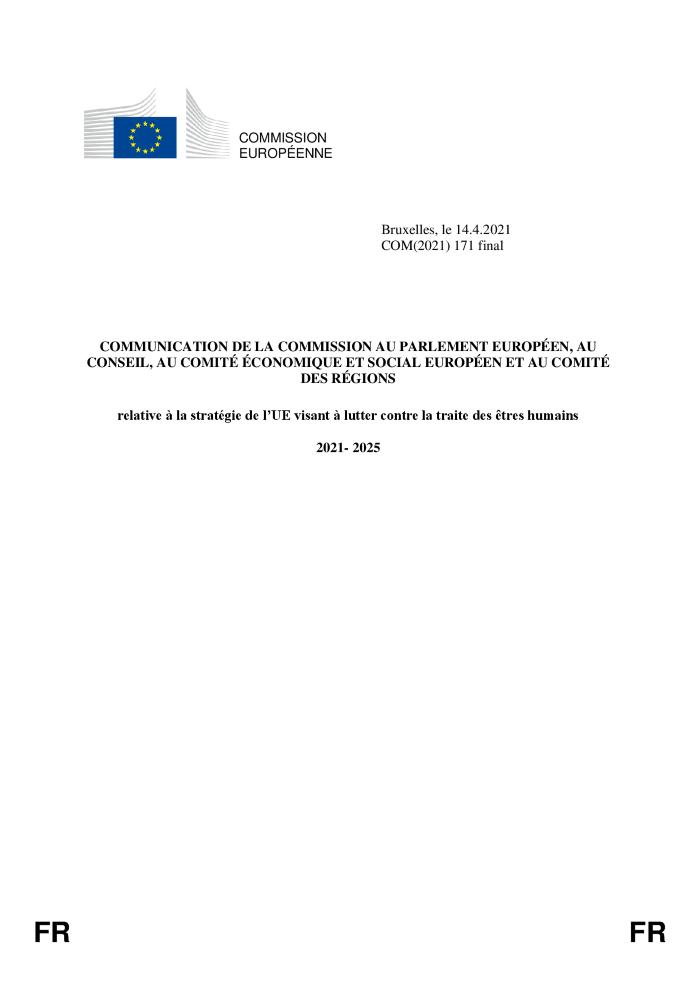 COMMISSION
EUROPÉENNE
Bruxelles, le 14.4.2021
COM(2021) 171 final
COMMUNICATION DE LA COMMISSION AU PARLEMENT EUROPÉEN, AU
CONSEIL, AU COMITÉ ÉCONOMIQUE ET SOCIAL EUROPÉEN ET AU COMITÉ
DES RÉGIONS
relative à la stratégie de l’UE visant à lutter contre la traite des êtres humains
2021- 2025
FR FR